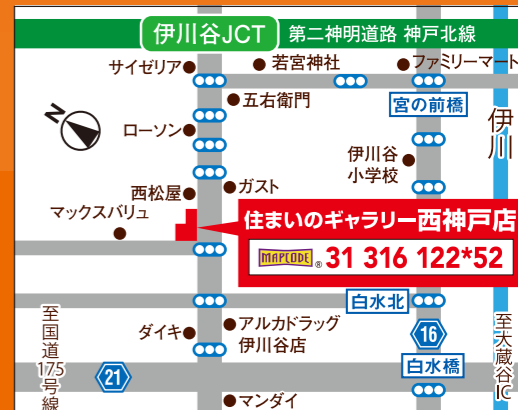 伊川谷JCT 第二神明道路 神戸北線
サイゼリア
若宮神社
ファミリーマート
五右衛門
宮の前橋
伊川
N
ローソン
伊川谷
小学校
西松屋
ガスト
マックスバリュ
住まいのギャラリー西神戸店
MAPCODE® 31 316 122*52
白水北
至国道175号線
ダイキ
アルカドラッグ
伊川谷店
16
至大蔵谷IC
白水橋
21
マンダイ